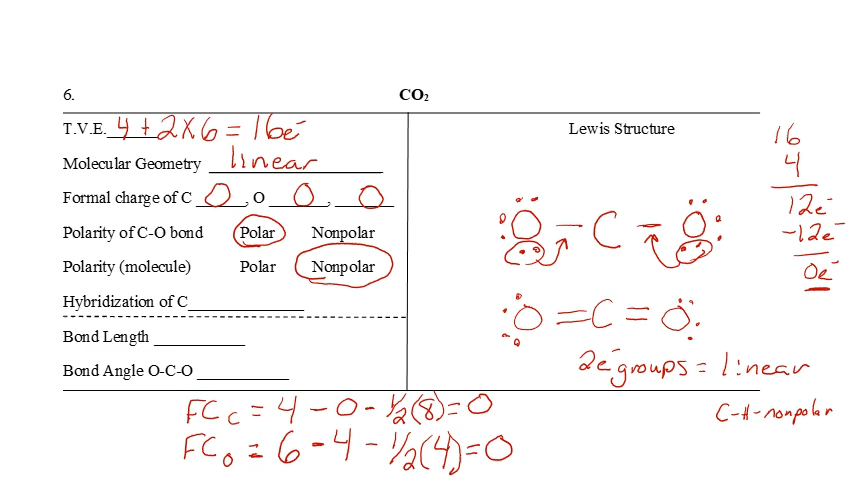 6. CO₂
T.V.E. 4 + 2 x 6 = 16e⁻
Molecular Geometry linear
Formal charge of C 0, O 0, 0
Polarity of C-O bond Polar Nonpolar
Polarity (molecule) Polar Nonpolar
Hybridization of C
Bond Length
Bond Angle O-C-O
Lewis Structure
O - C - O
O = C = O
2e⁻ groups = linear
16
4
12e⁻
-12e⁻
0e⁻
C-H-nonpolar
FC C = 4 - 0 - 1/2(8) = 0
FC O = 6 - 4 - 1/2(4) = 0